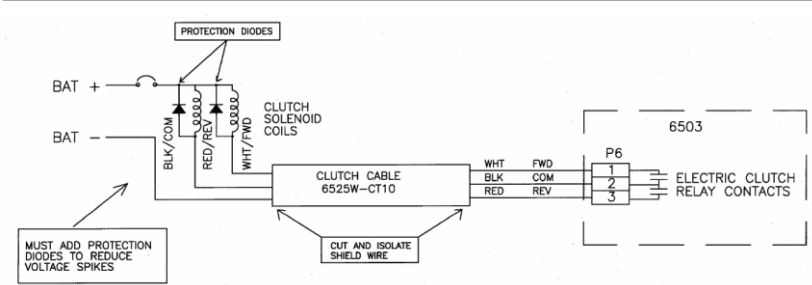 PROTECTION DIODES
BAT +
BAT −
BLK/COM
RED/REV
WHT/FWD
CLUTCH
SOLENOID
COILS
6503
P6
CLUTCH CABLE
6525W−CT10
WHT FWD
BLK COM
RED REV
1
2
3
ELECTRIC CLUTCH
RELAY CONTACTS
MUST ADD PROTECTION
DIODES TO REDUCE
VOLTAGE SPIKES
CUT AND ISOLATE
SHIELD WIRE